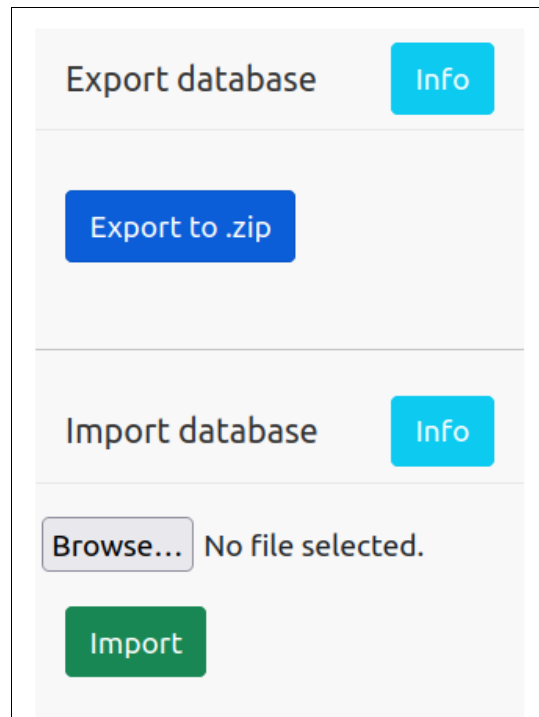 Export database Info
Export to .zip
Import database Info
Browse... No file selected.
Import